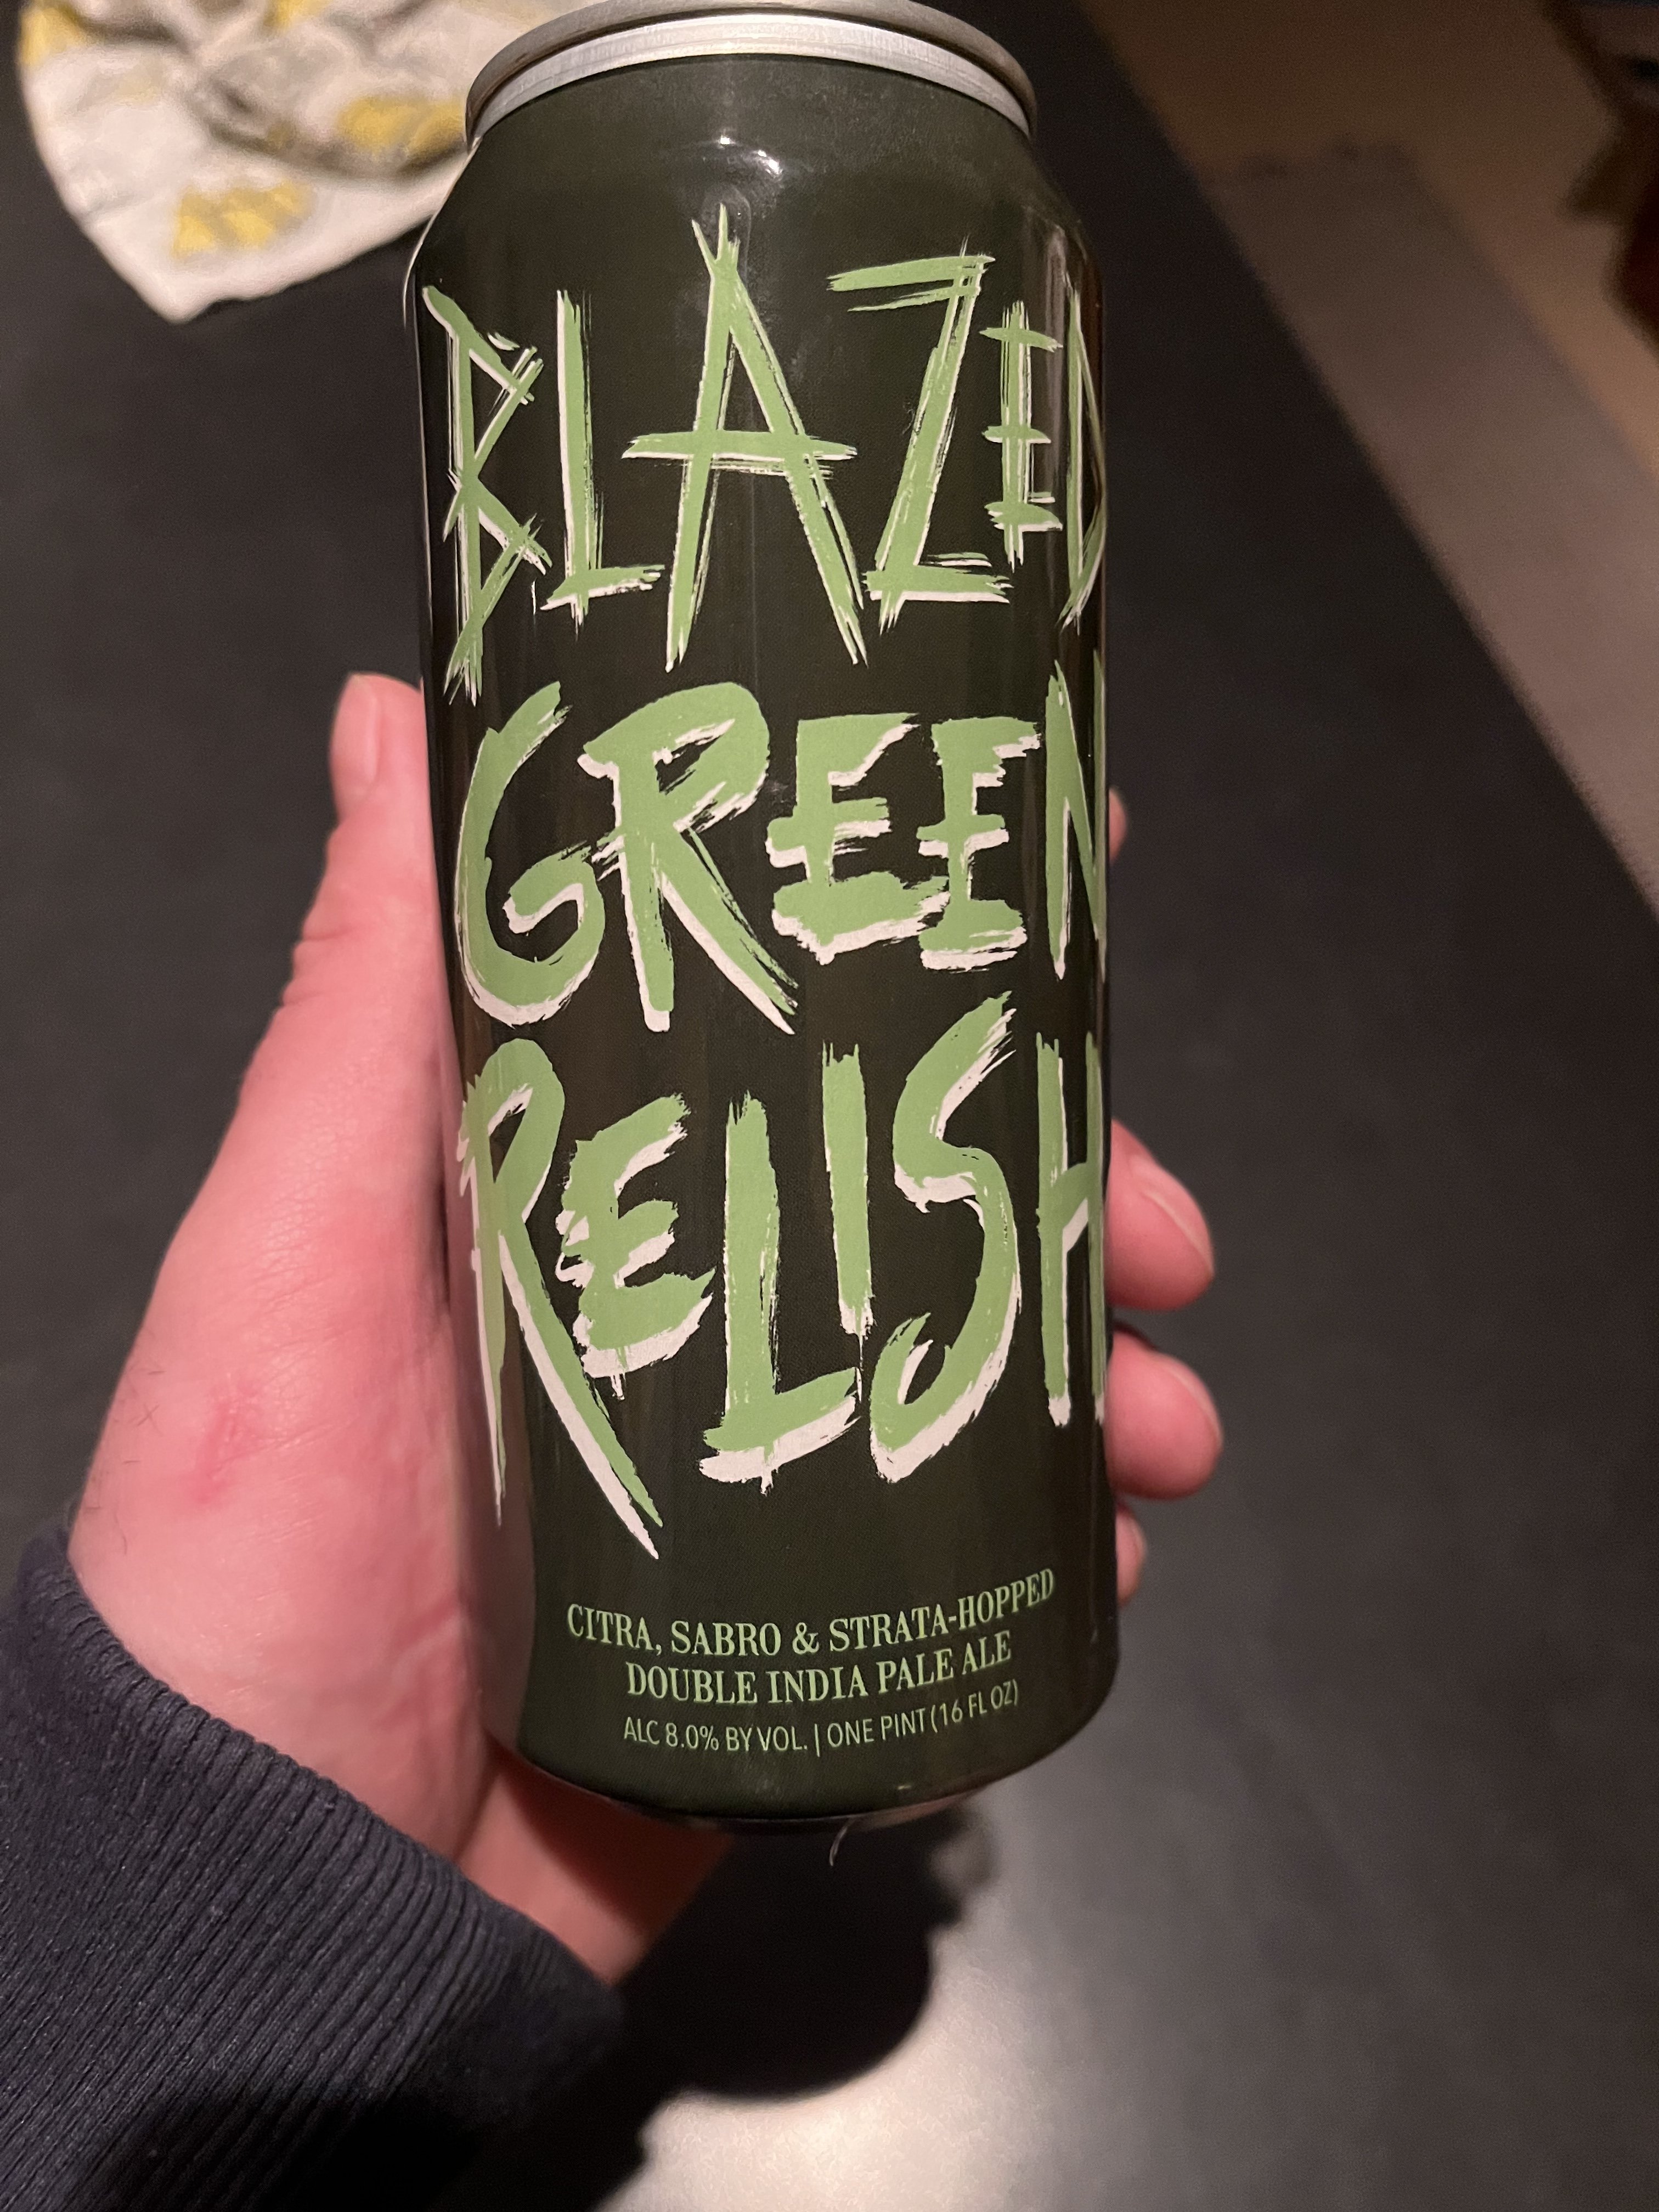 BLAZED
GREEN
RELISH
CITRA, SABRO & STRATA-HOPPED
DOUBLE INDIA PALE ALE
ALC 8.0% BY VOL. | ONE PINT (16 FL OZ)